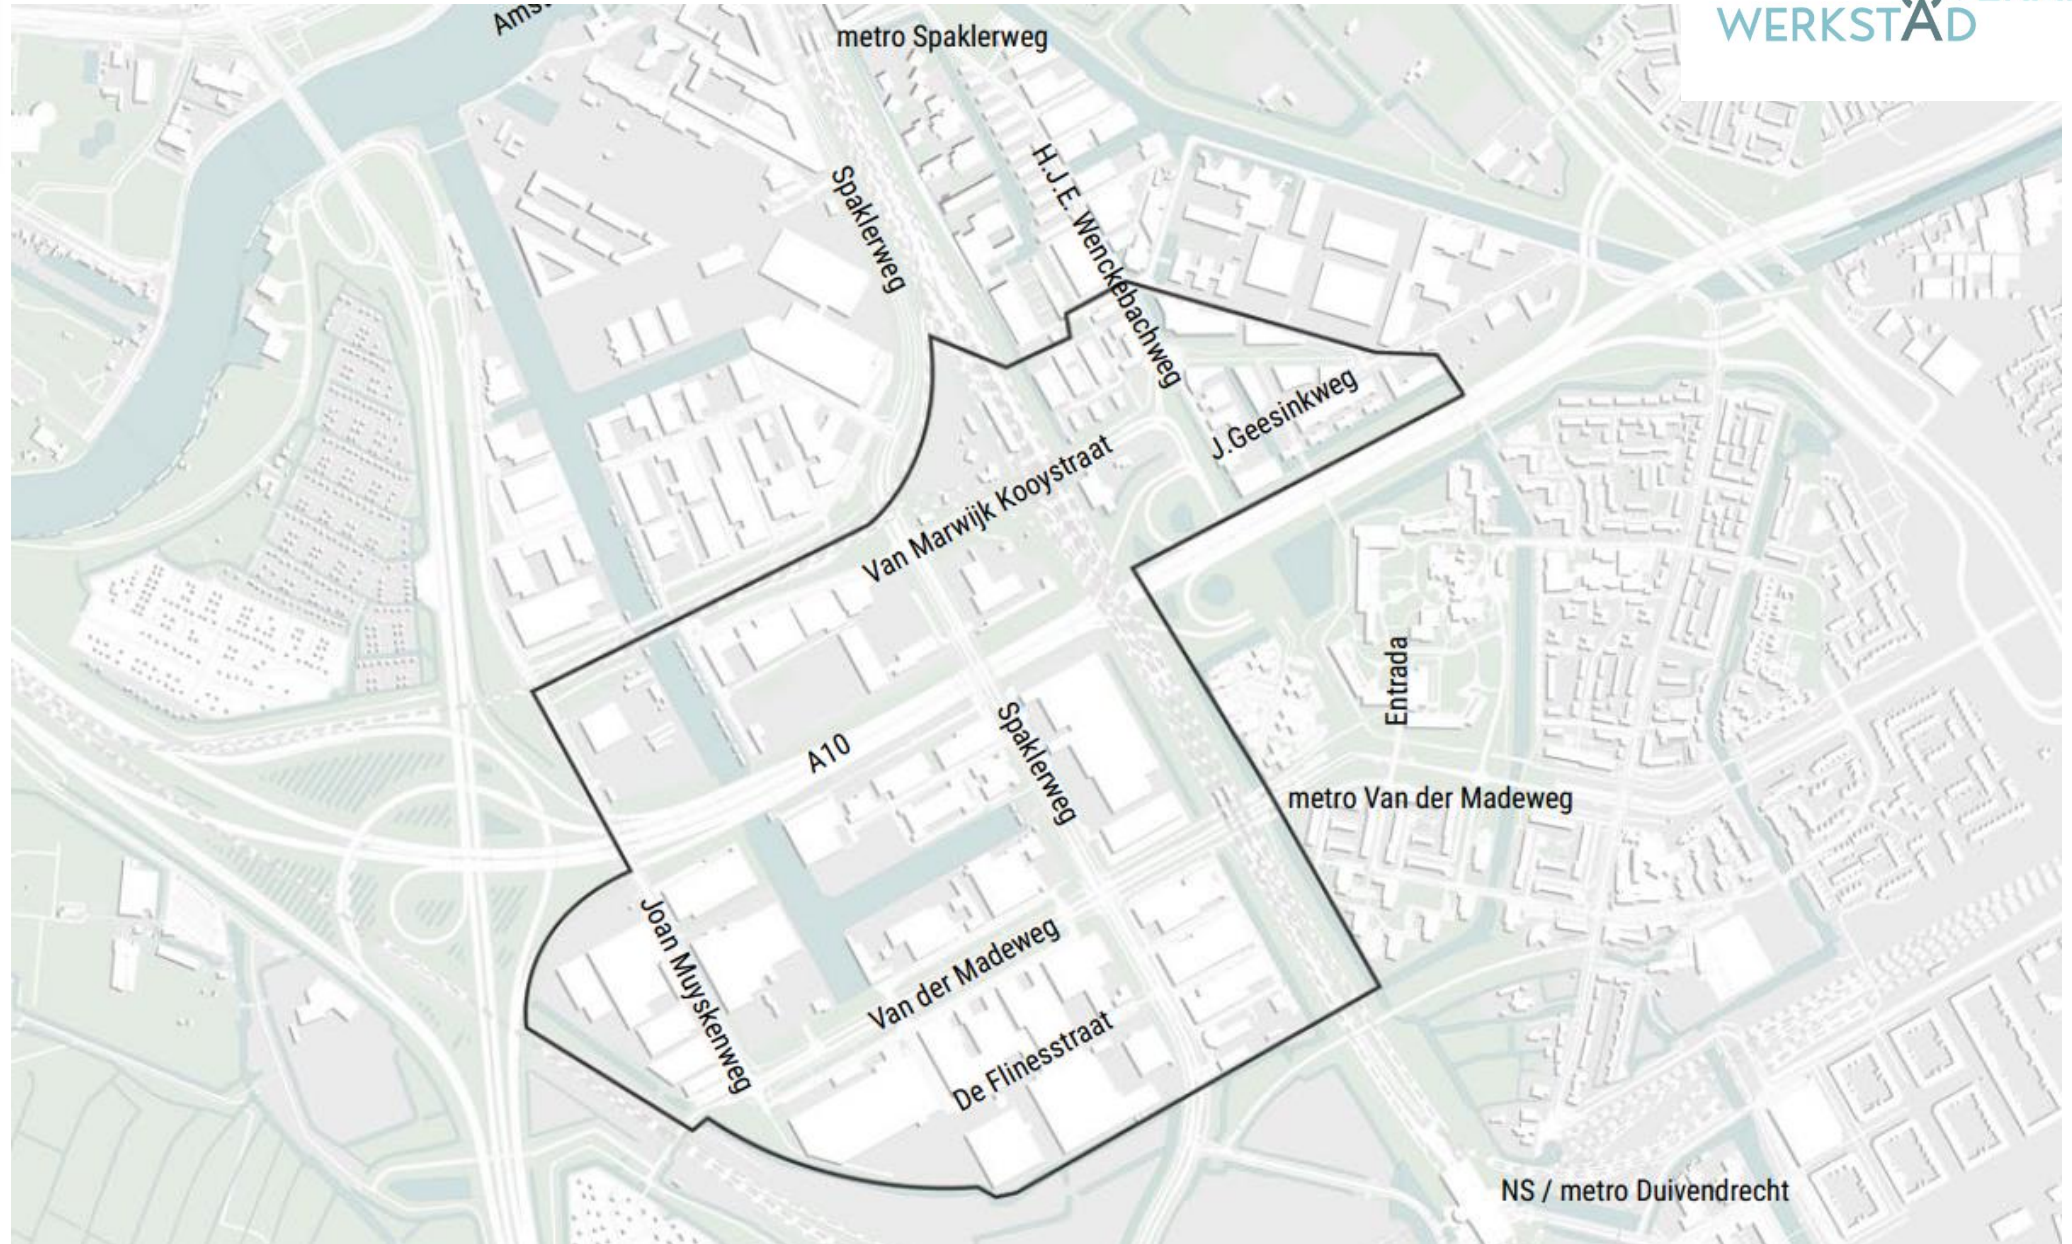 metro Spaklerweg
WERKSTAD
Spaklerweg
H.J.E. Wenckebachweg
J.Geesinkweg
Van Marwijk Kooystraat
Entrada
A10
Spaklerweg
metro Van der Madeweg
Joan Muyskenweg
Van der Madeweg
De Flinesstraat
NS / metro Duivendrecht